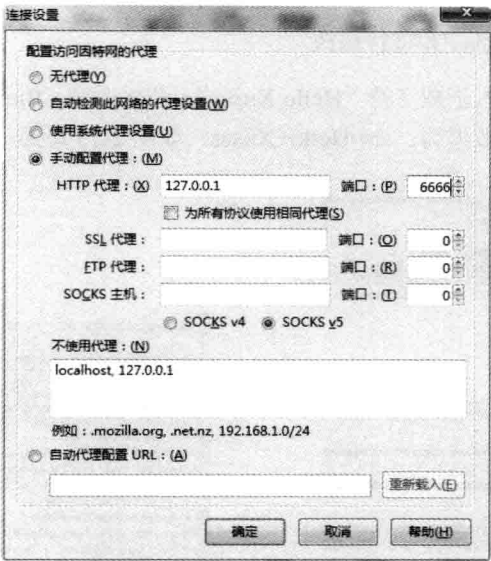 连接设置
配置访问因特网的代理
无代理(Y)
自动检测此网络的代理设置(W)
使用系统代理设置(U)
手动配置代理：(M)
HTTP 代理：(X) 127.0.0.1 端口：(P) 6666
为所有协议使用相同代理(S)
SSL 代理： 端口：(O) 0
FTP 代理： 端口：(R) 0
SOCKS 主机： 端口：(T) 0
SOCKS v4 SOCKS v5
不使用代理：(N)
localhost, 127.0.0.1
例如：.mozilla.org, .net.nz, 192.168.1.0/24
自动代理配置 URL：(A)
重新载入(E)
确定 取消 帮助(H)